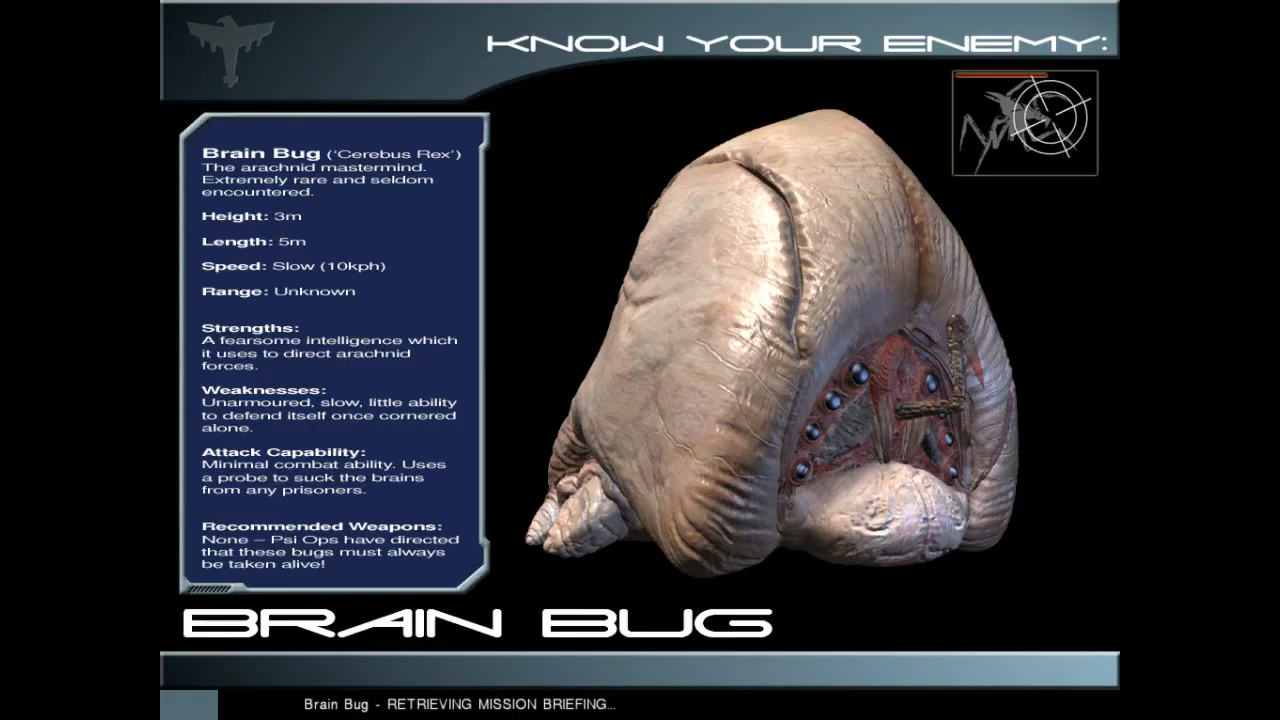 KNOW YOUR ENEMY:
Brain Bug ('Cerebus Rex')
The arachnid mastermind.
Extremely rare and seldom
encountered.
Height: 3m
Length: 5m
Speed: Slow (10kph)
Range: Unknown
Strengths:
A fearsome intelligence which
it uses to direct arachnid
forces.
Weaknesses:
Unarmoured, slow, little ability
to defend itself once cornered
alone.
Attack Capability:
Minimal combat ability. Uses
a probe to suck the brains
from any prisoners.
Recommended Weapons:
None – Psi Ops have directed
that these bugs must always
be taken alive!
BRAIN BUG
Brain Bug - RETRIEVING MISSION BRIEFING...